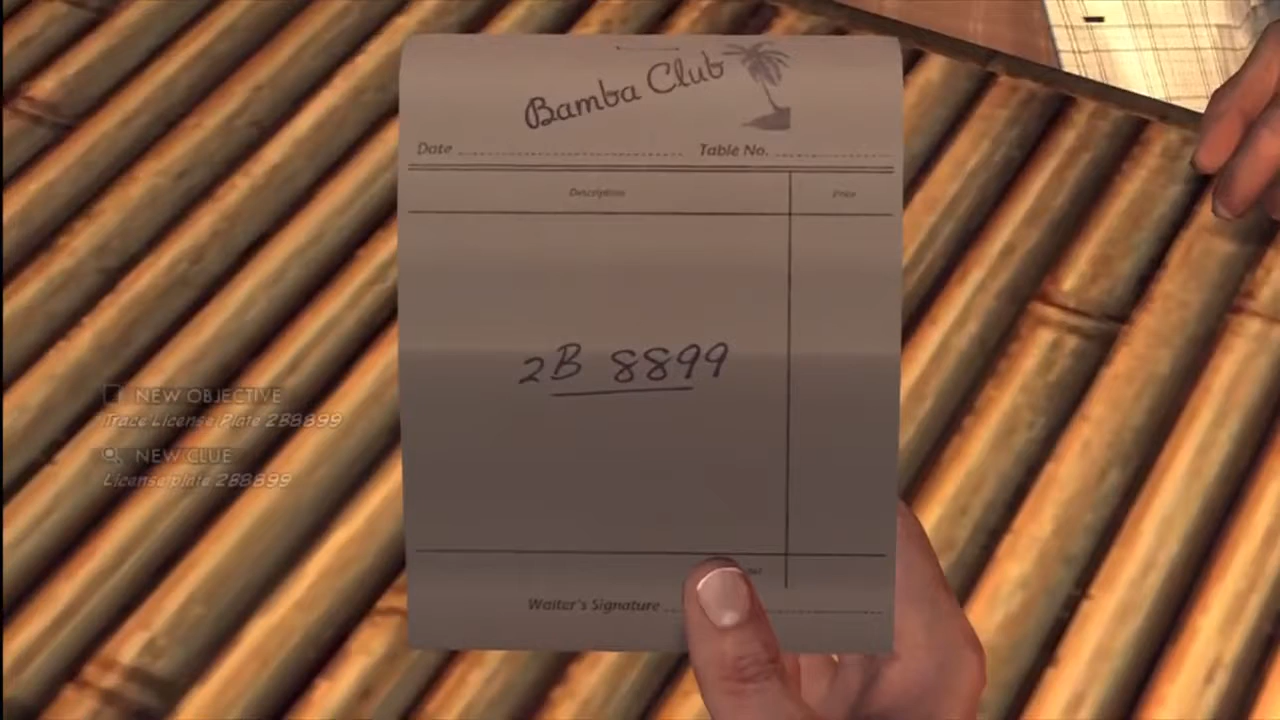 Bamba Club
Date
Table No.
Description
Price
2B 8899
NEW OBJECTIVE
Trace License Plate 2B8899
NEW CLUE
License plate 2B8899
Waiter's Signature